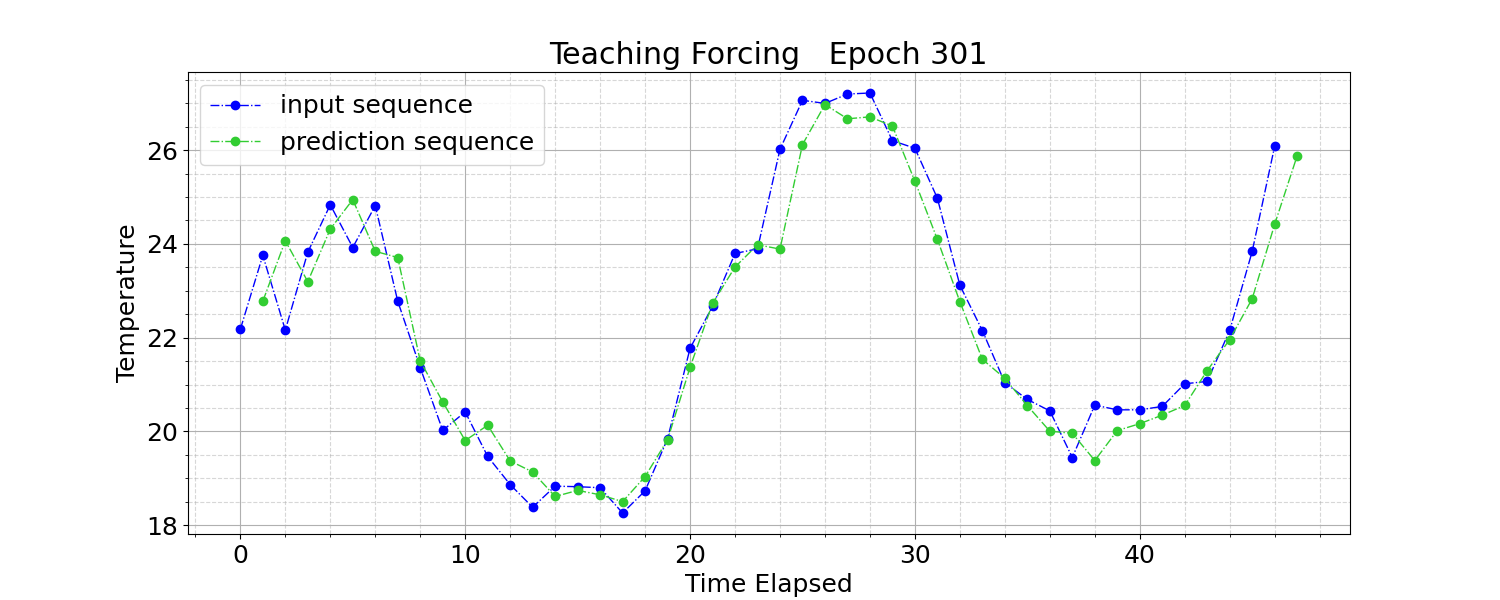 Teaching Forcing   Epoch 301
input sequence
prediction sequence
Temperature
26
24
22
20
18
0 10 20 30 40
Time Elapsed